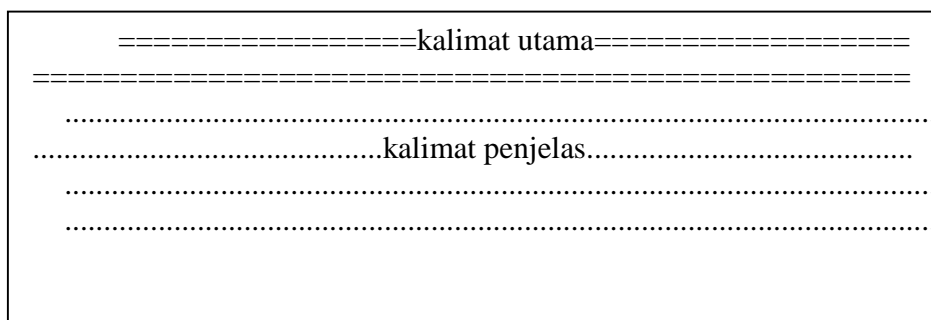 =================kalimat utama==================
==================================================
................................................................................................................
.............................................kalimat penjelas..........................................
................................................................................................................
................................................................................................................